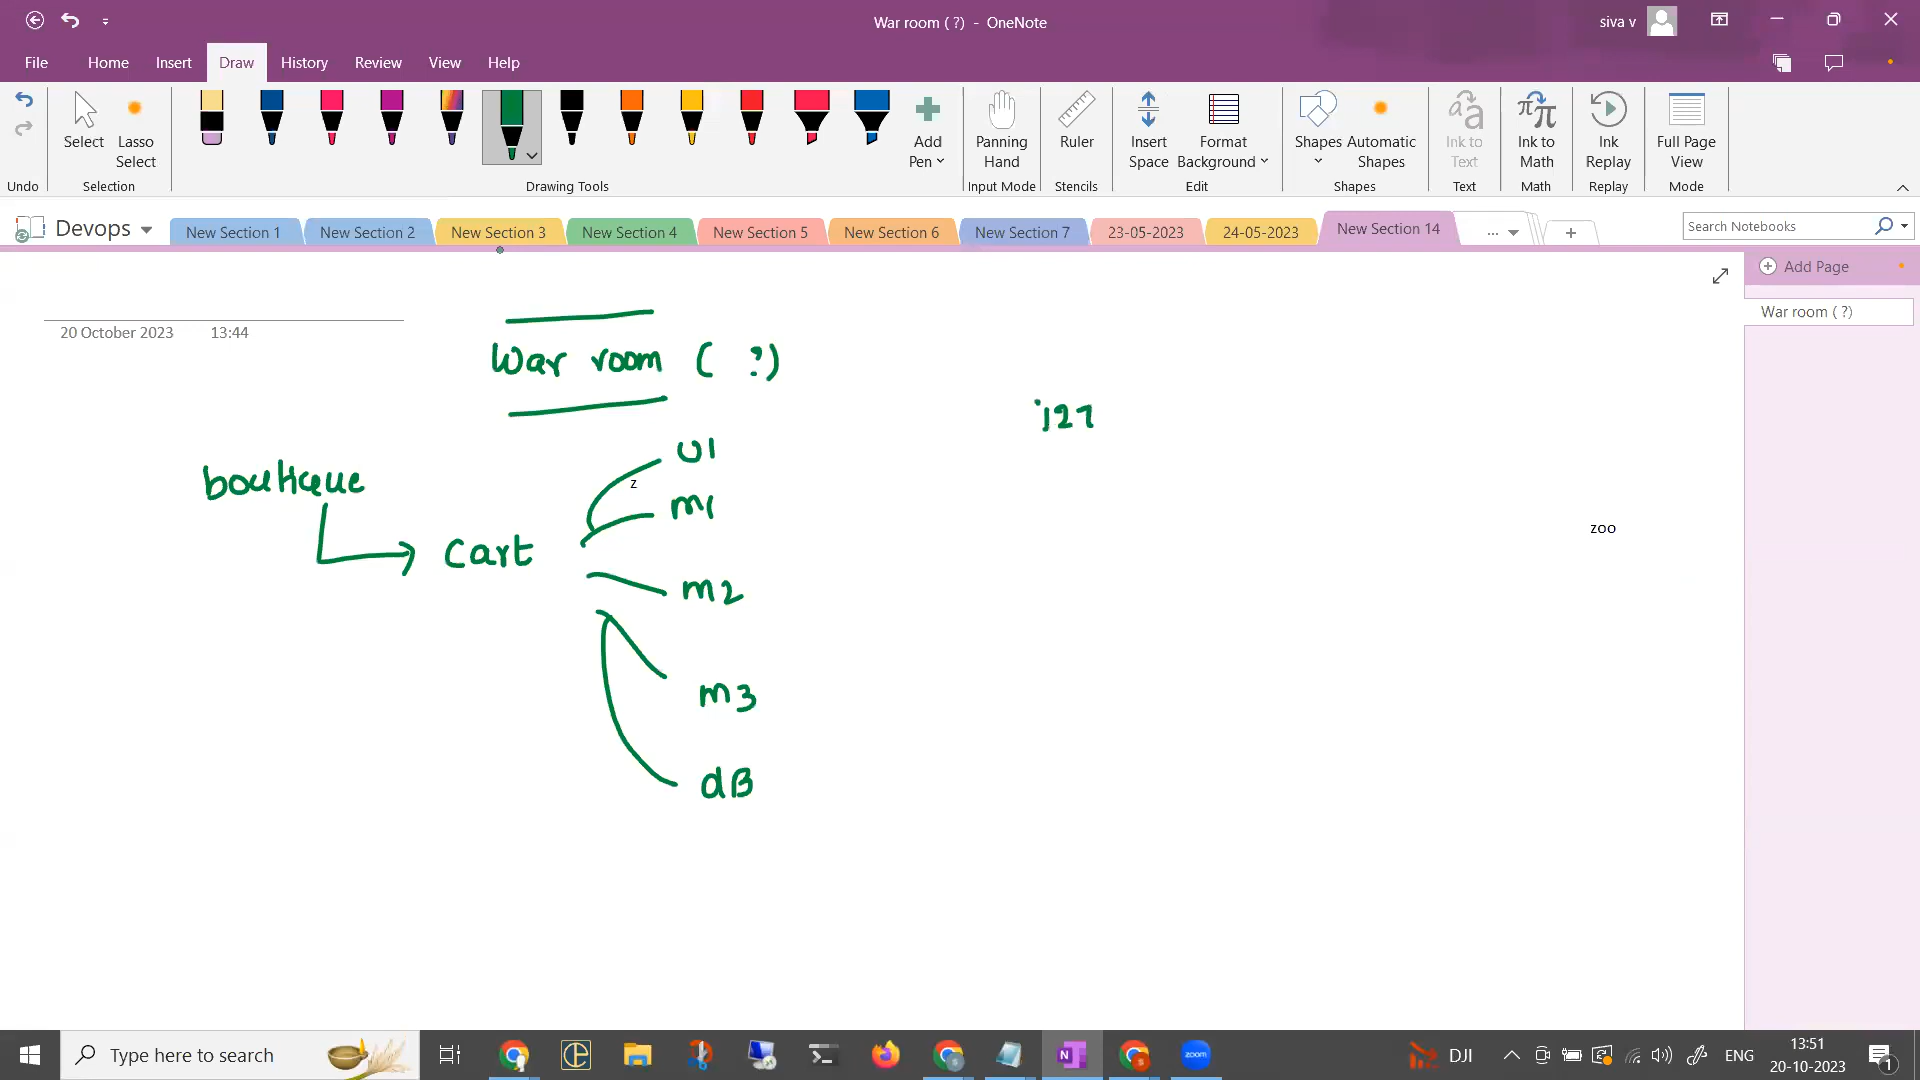 War room ( ?) - OneNote
siva v
File Home Insert Draw History Review View Help
Select Lasso Select Add Pen Panning Hand Ruler Insert Space Format Background Shapes Automatic Shapes Ink to Text Ink to Math Ink Replay Full Page View
Undo Selection Drawing Tools Input Mode Stencils Edit Shapes Text Math Replay Mode
Devops New Section 1 New Section 2 New Section 3 New Section 4 New Section 5 New Section 6 New Section 7 23-05-2023 24-05-2023 New Section 14 ... Search Notebooks
Add Page
War room ( ?)
20 October 2023 13:44
War room ( ?)
UI
z
m1
boutique
zoo
Cart
m2
m3
dB
Type here to search
zoom
DJI
ENG
13:51
20-10-2023
1